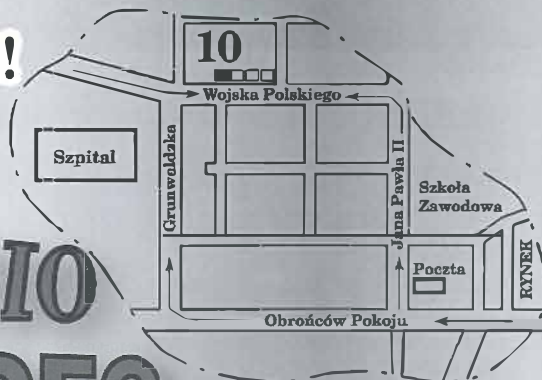 !
10
Wojska Polskiego
Szpital
Grunwaldzka
Jana Pawła II
Szkoła
Zawodowa
RYNEK
Poczta
IO
Obrońców Pokoju